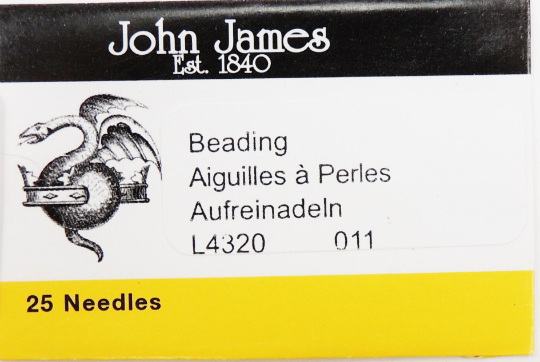 John James
Est. 1840
Beading
Aiguilles à Perles
Aufreinadeln
L4320 011
25 Needles